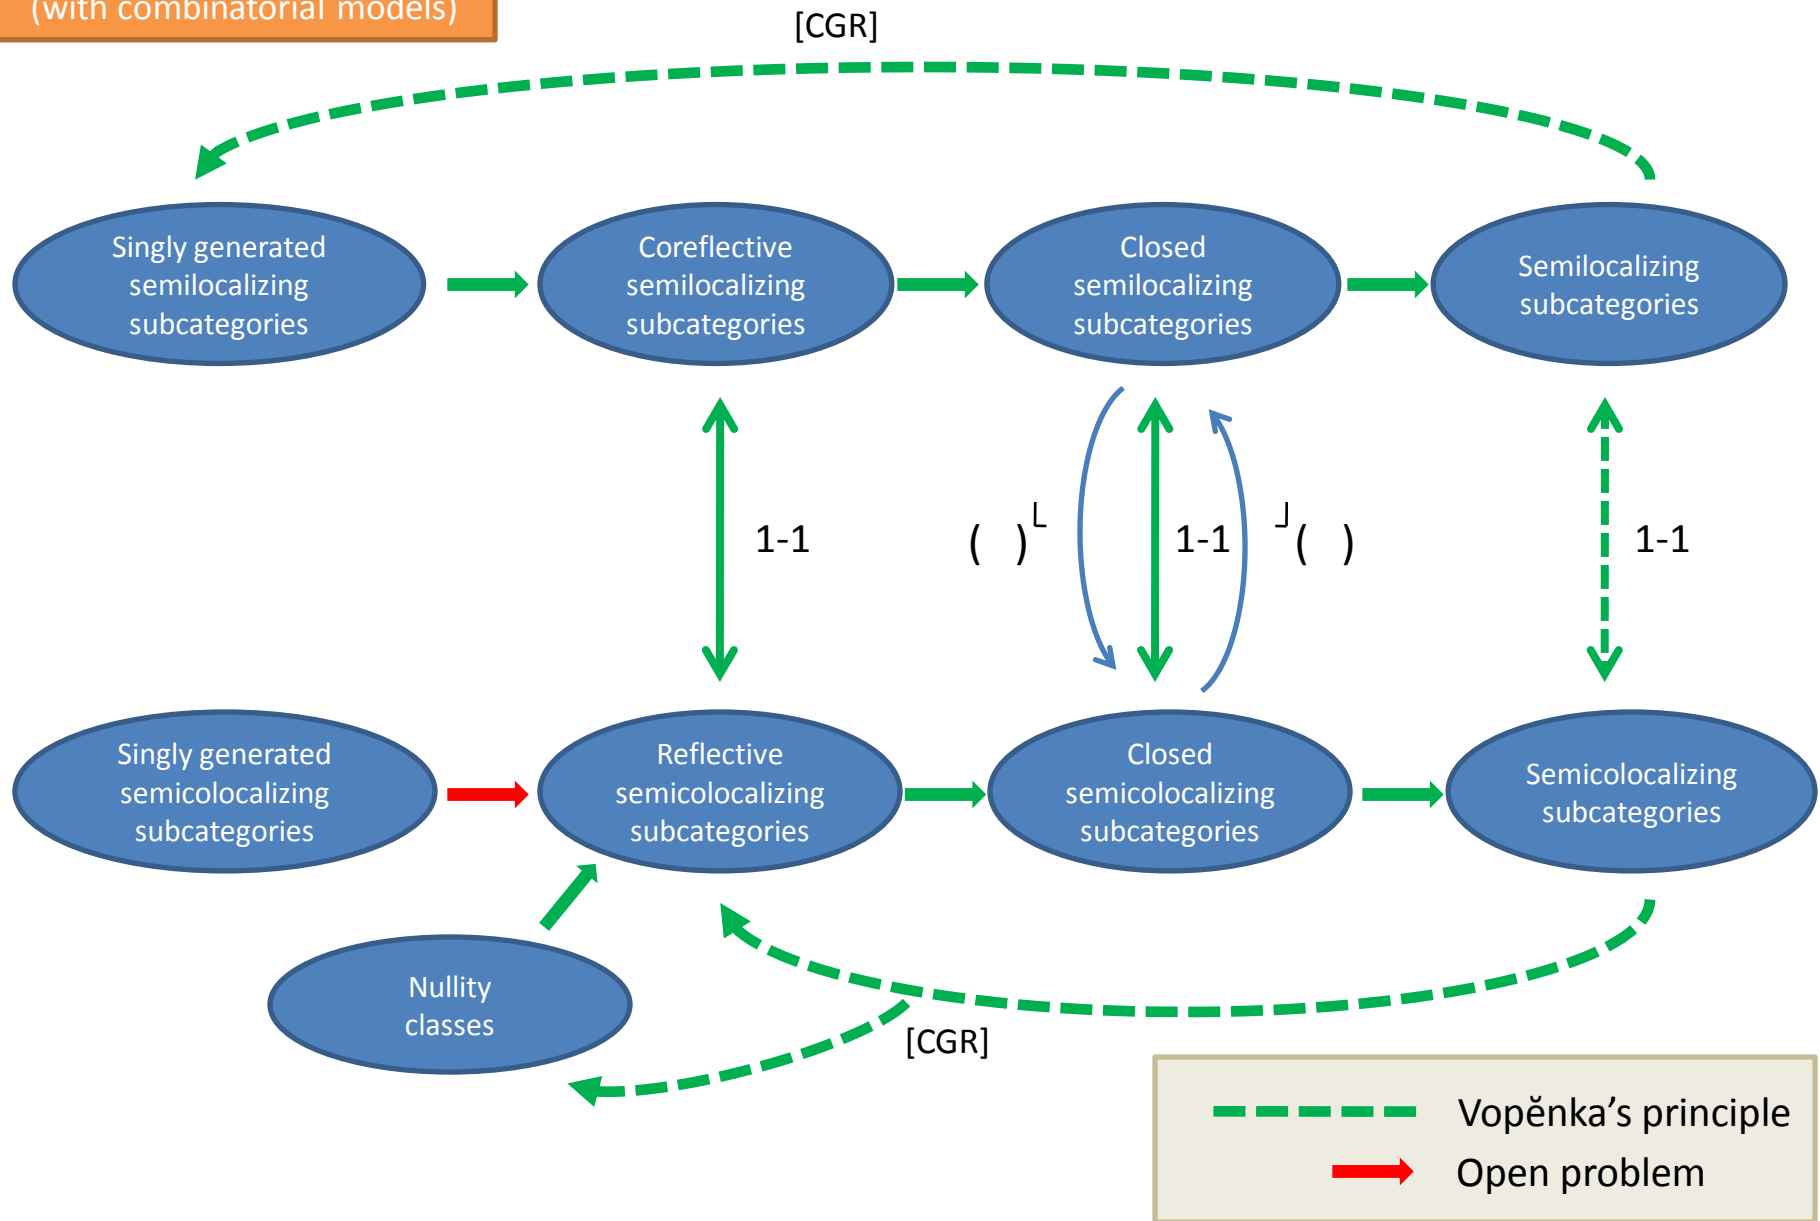 (with combinatorial models)
[CGR]
Singly generated
semilocalizing
subcategories
Coreflective
semilocalizing
subcategories
Closed
semilocalizing
subcategories
Semilocalizing
subcategories
1-1
( )└
1-1
┘( )
1-1
Singly generated
semicolocalizing
subcategories
Reflective
semicolocalizing
subcategories
Closed
semicolocalizing
subcategories
Semicolocalizing
subcategories
Nullity
classes
[CGR]
Vopĕnka’s principle
Open problem